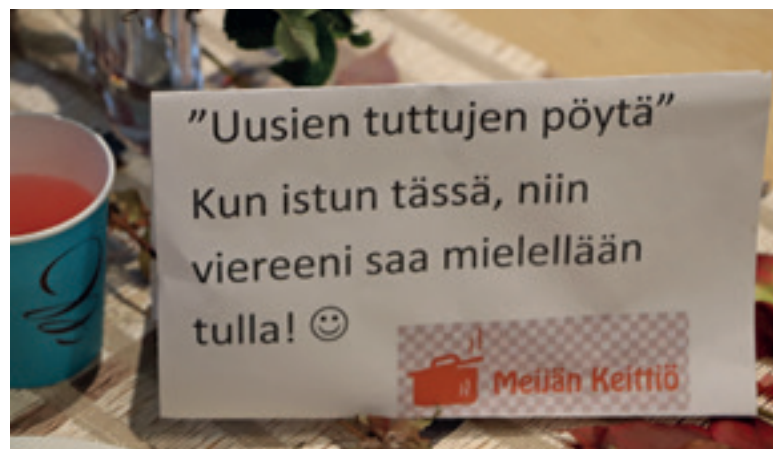 ”Uusien tuttujen pöytä”
Kun istun tässä, niin
viereeni saa mielellään
tulla! ☺
Meijän Keittiö